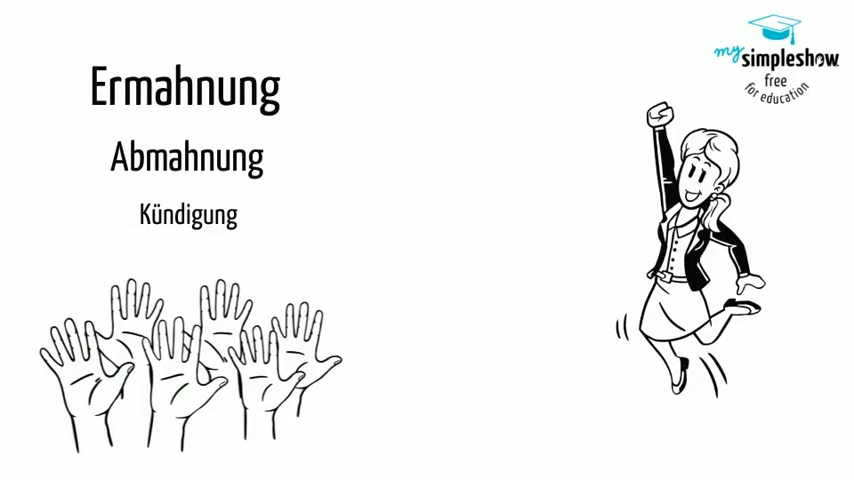 Ermahnung
Abmahnung
Kündigung
my
simpleshow
free
for education